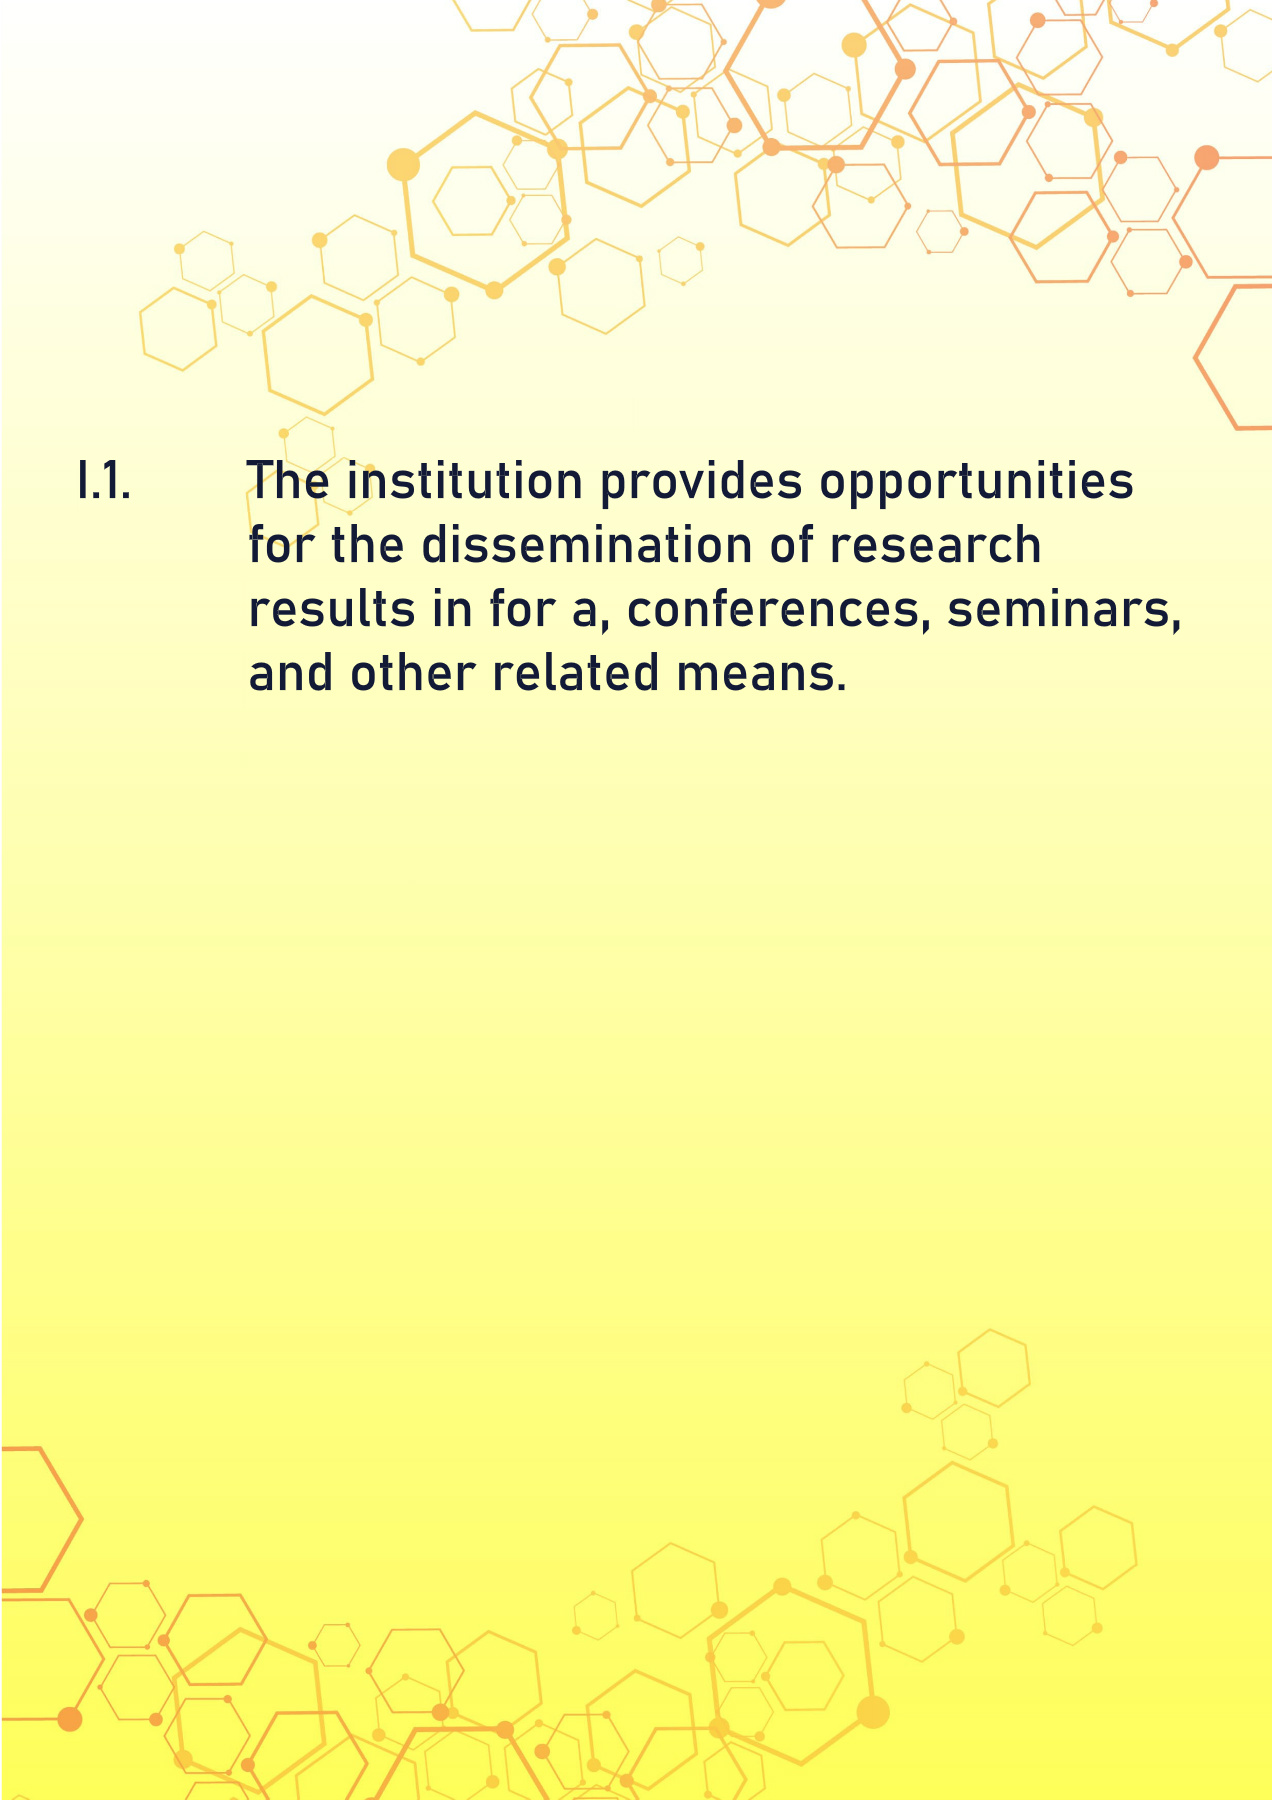 I.1. The institution provides opportunities
for the dissemination of research
results in for a, conferences, seminars,
and other related means.